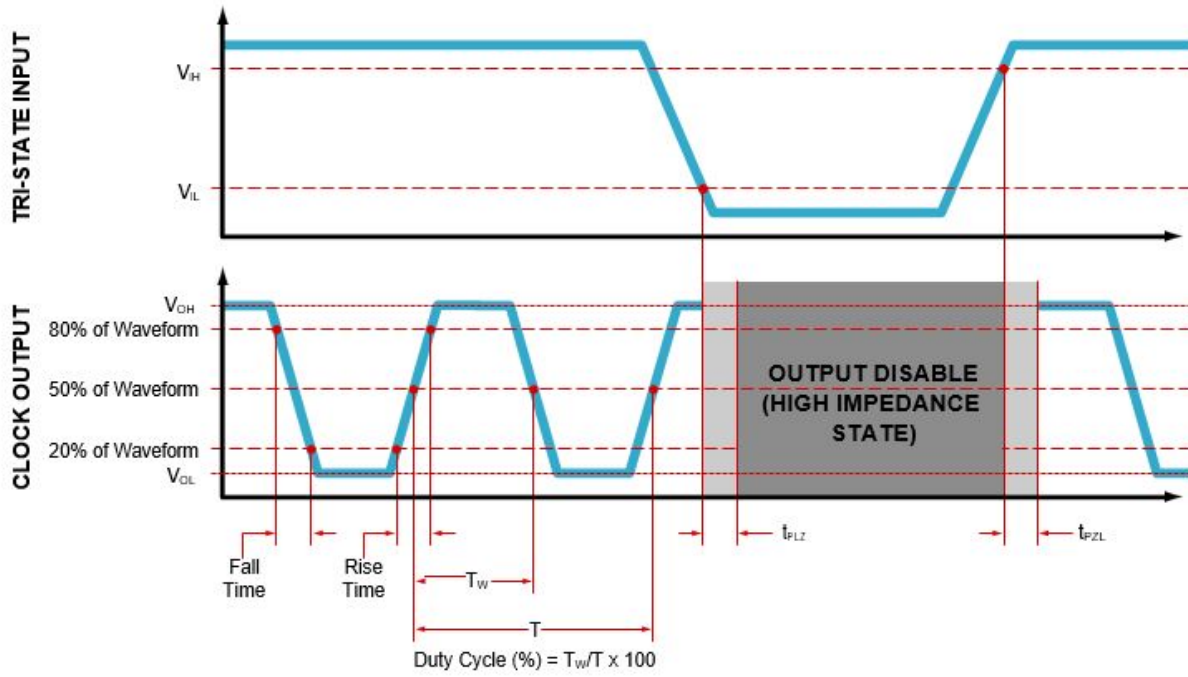 TRI-STATE INPUT
VIH
VIL
CLOCK OUTPUT
VOH
80% of Waveform
50% of Waveform
20% of Waveform
VOL
OUTPUT DISABLE
(HIGH IMPEDANCE
STATE)
tPLZ
tPZL
Fall
Time
Rise
Time
TW
T
Duty Cycle (%) = TW/T x 100